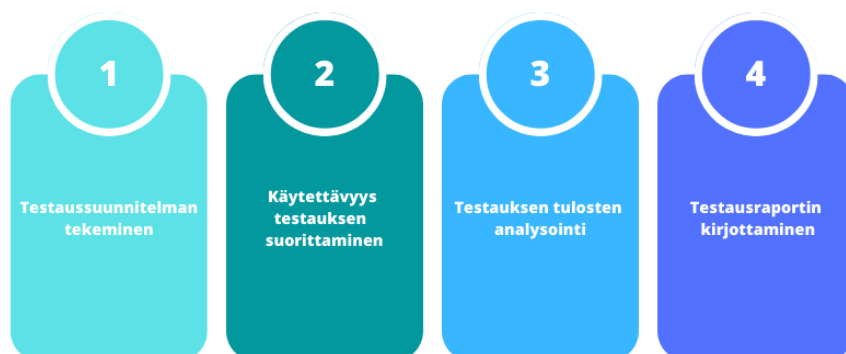 1
Testaussuunnitelman
tekeminen
2
Käytettävyys
testauksen
suorittaminen
3
Testauksen tulosten
analysointi
4
Testausraportin
kirjottaminen